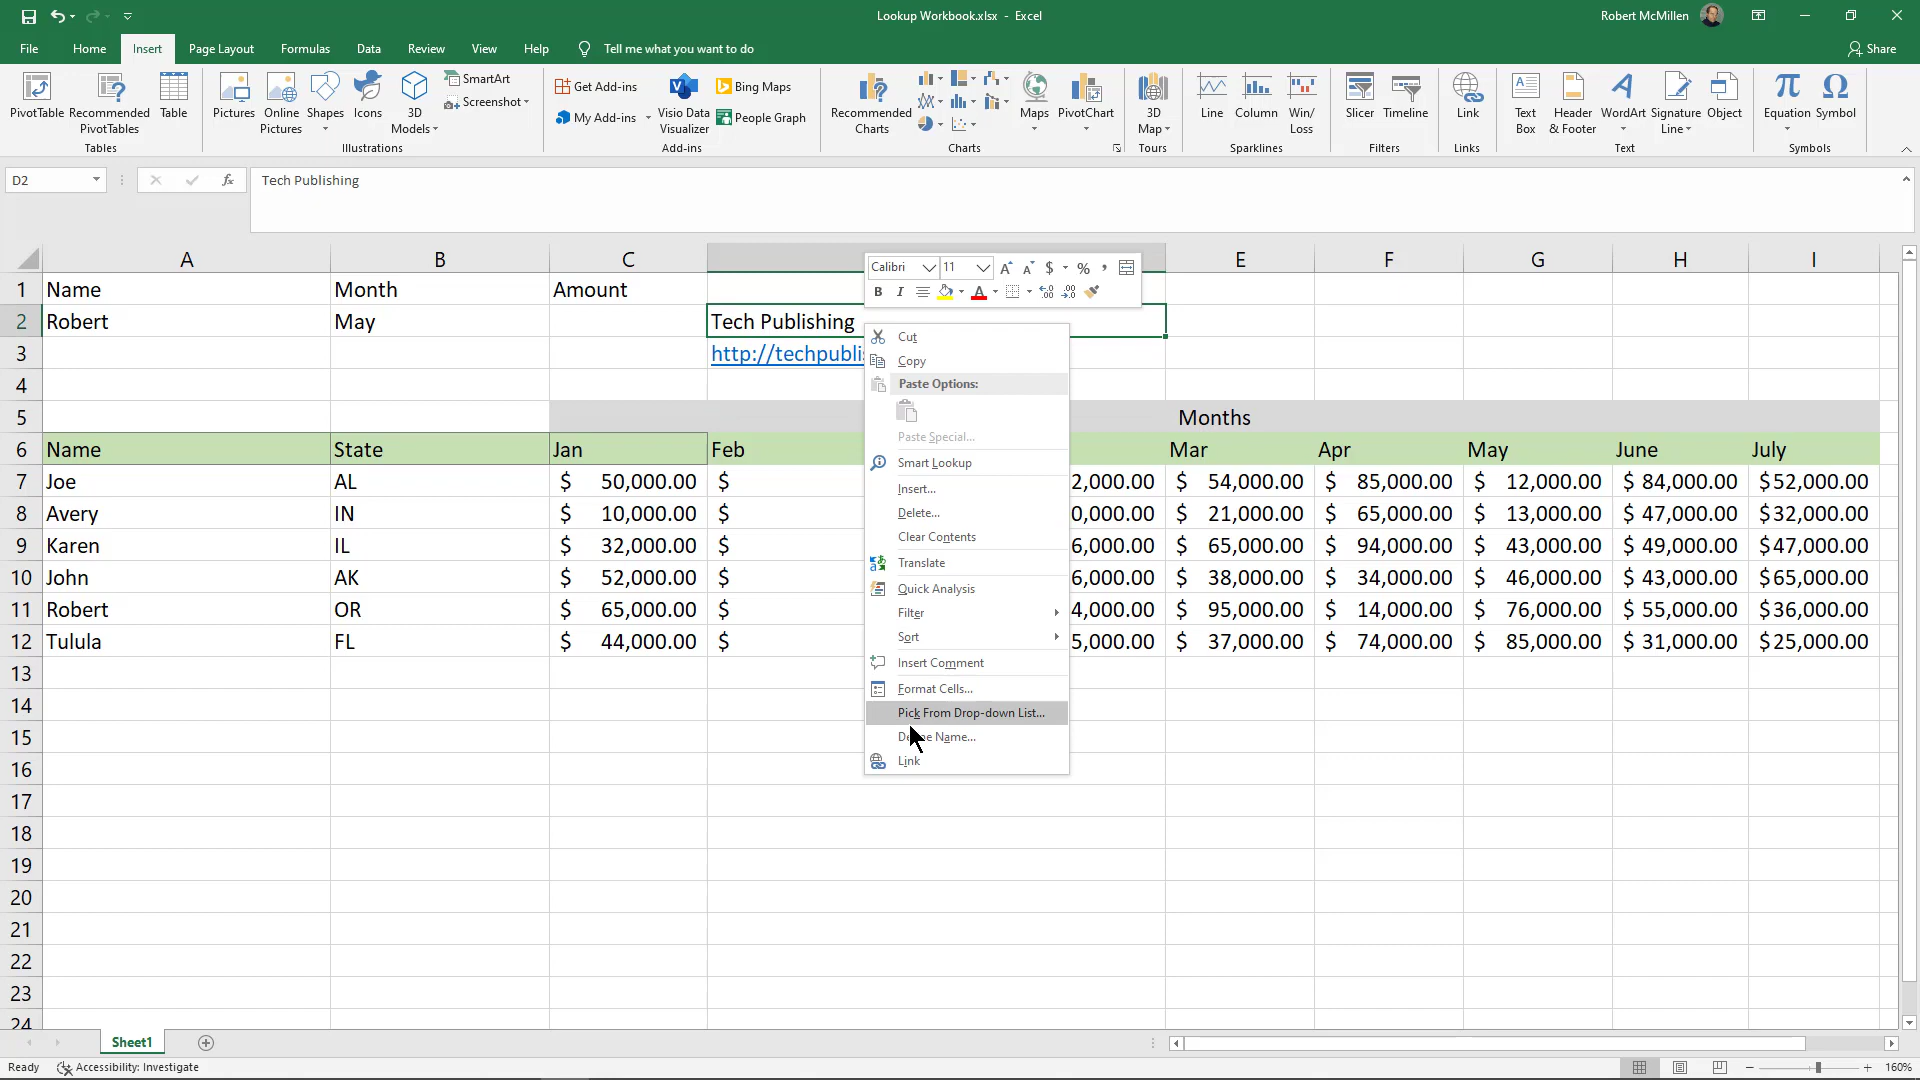 Lookup Workbook.xlsx - Excel
Robert McMillen
File Home Insert Page Layout Formulas Data Review View Help Tell me what you want to do
Share
PivotTable
Recommended
PivotTables
Table
Tables
Pictures
Online
Pictures
Shapes
Icons
3D
Models
SmartArt
Screenshot
Illustrations
Get Add-ins
My Add-ins
Visio Data
Visualizer
Bing Maps
People Graph
Add-ins
Recommended
Charts
Maps
PivotChart
Charts
3D
Map
Tours
Line
Column
Win/
Loss
Sparklines
Slicer
Timeline
Filters
Link
Links
Text
Box
Header
& Footer
WordArt
Signature
Line
Object
Text
Equation
Symbol
Symbols
D2
fx
Tech Publishing
A B C E F G H I
1 Name Month Amount
2 Robert May Tech Publishing
3 http://techpublis
4
5 Months
6 Name State Jan Feb Mar Apr May June July
7 Joe AL $ 50,000.00 $ 2,000.00 $ 54,000.00 $ 85,000.00 $ 12,000.00 $ 84,000.00 $52,000.00
8 Avery IN $ 10,000.00 $ 0,000.00 $ 21,000.00 $ 65,000.00 $ 13,000.00 $ 47,000.00 $32,000.00
9 Karen IL $ 32,000.00 $ 6,000.00 $ 65,000.00 $ 94,000.00 $ 43,000.00 $ 49,000.00 $47,000.00
10 John AK $ 52,000.00 $ 6,000.00 $ 38,000.00 $ 34,000.00 $ 46,000.00 $ 43,000.00 $65,000.00
11 Robert OR $ 65,000.00 $ 4,000.00 $ 95,000.00 $ 14,000.00 $ 76,000.00 $ 55,000.00 $36,000.00
12 Tulula FL $ 44,000.00 $ 5,000.00 $ 37,000.00 $ 74,000.00 $ 85,000.00 $ 31,000.00 $25,000.00
13
14
15
16
17
18
19
20
21
22
23
24
Calibri 11 A A $ % ,
B I A .00 .00
Cut
Copy
Paste Options:
Paste Special...
Smart Lookup
Insert...
Delete...
Clear Contents
Translate
Quick Analysis
Filter
Sort
Insert Comment
Format Cells...
Pick From Drop-down List...
Name...
Link
Sheet1
Ready Accessibility: Investigate
160%